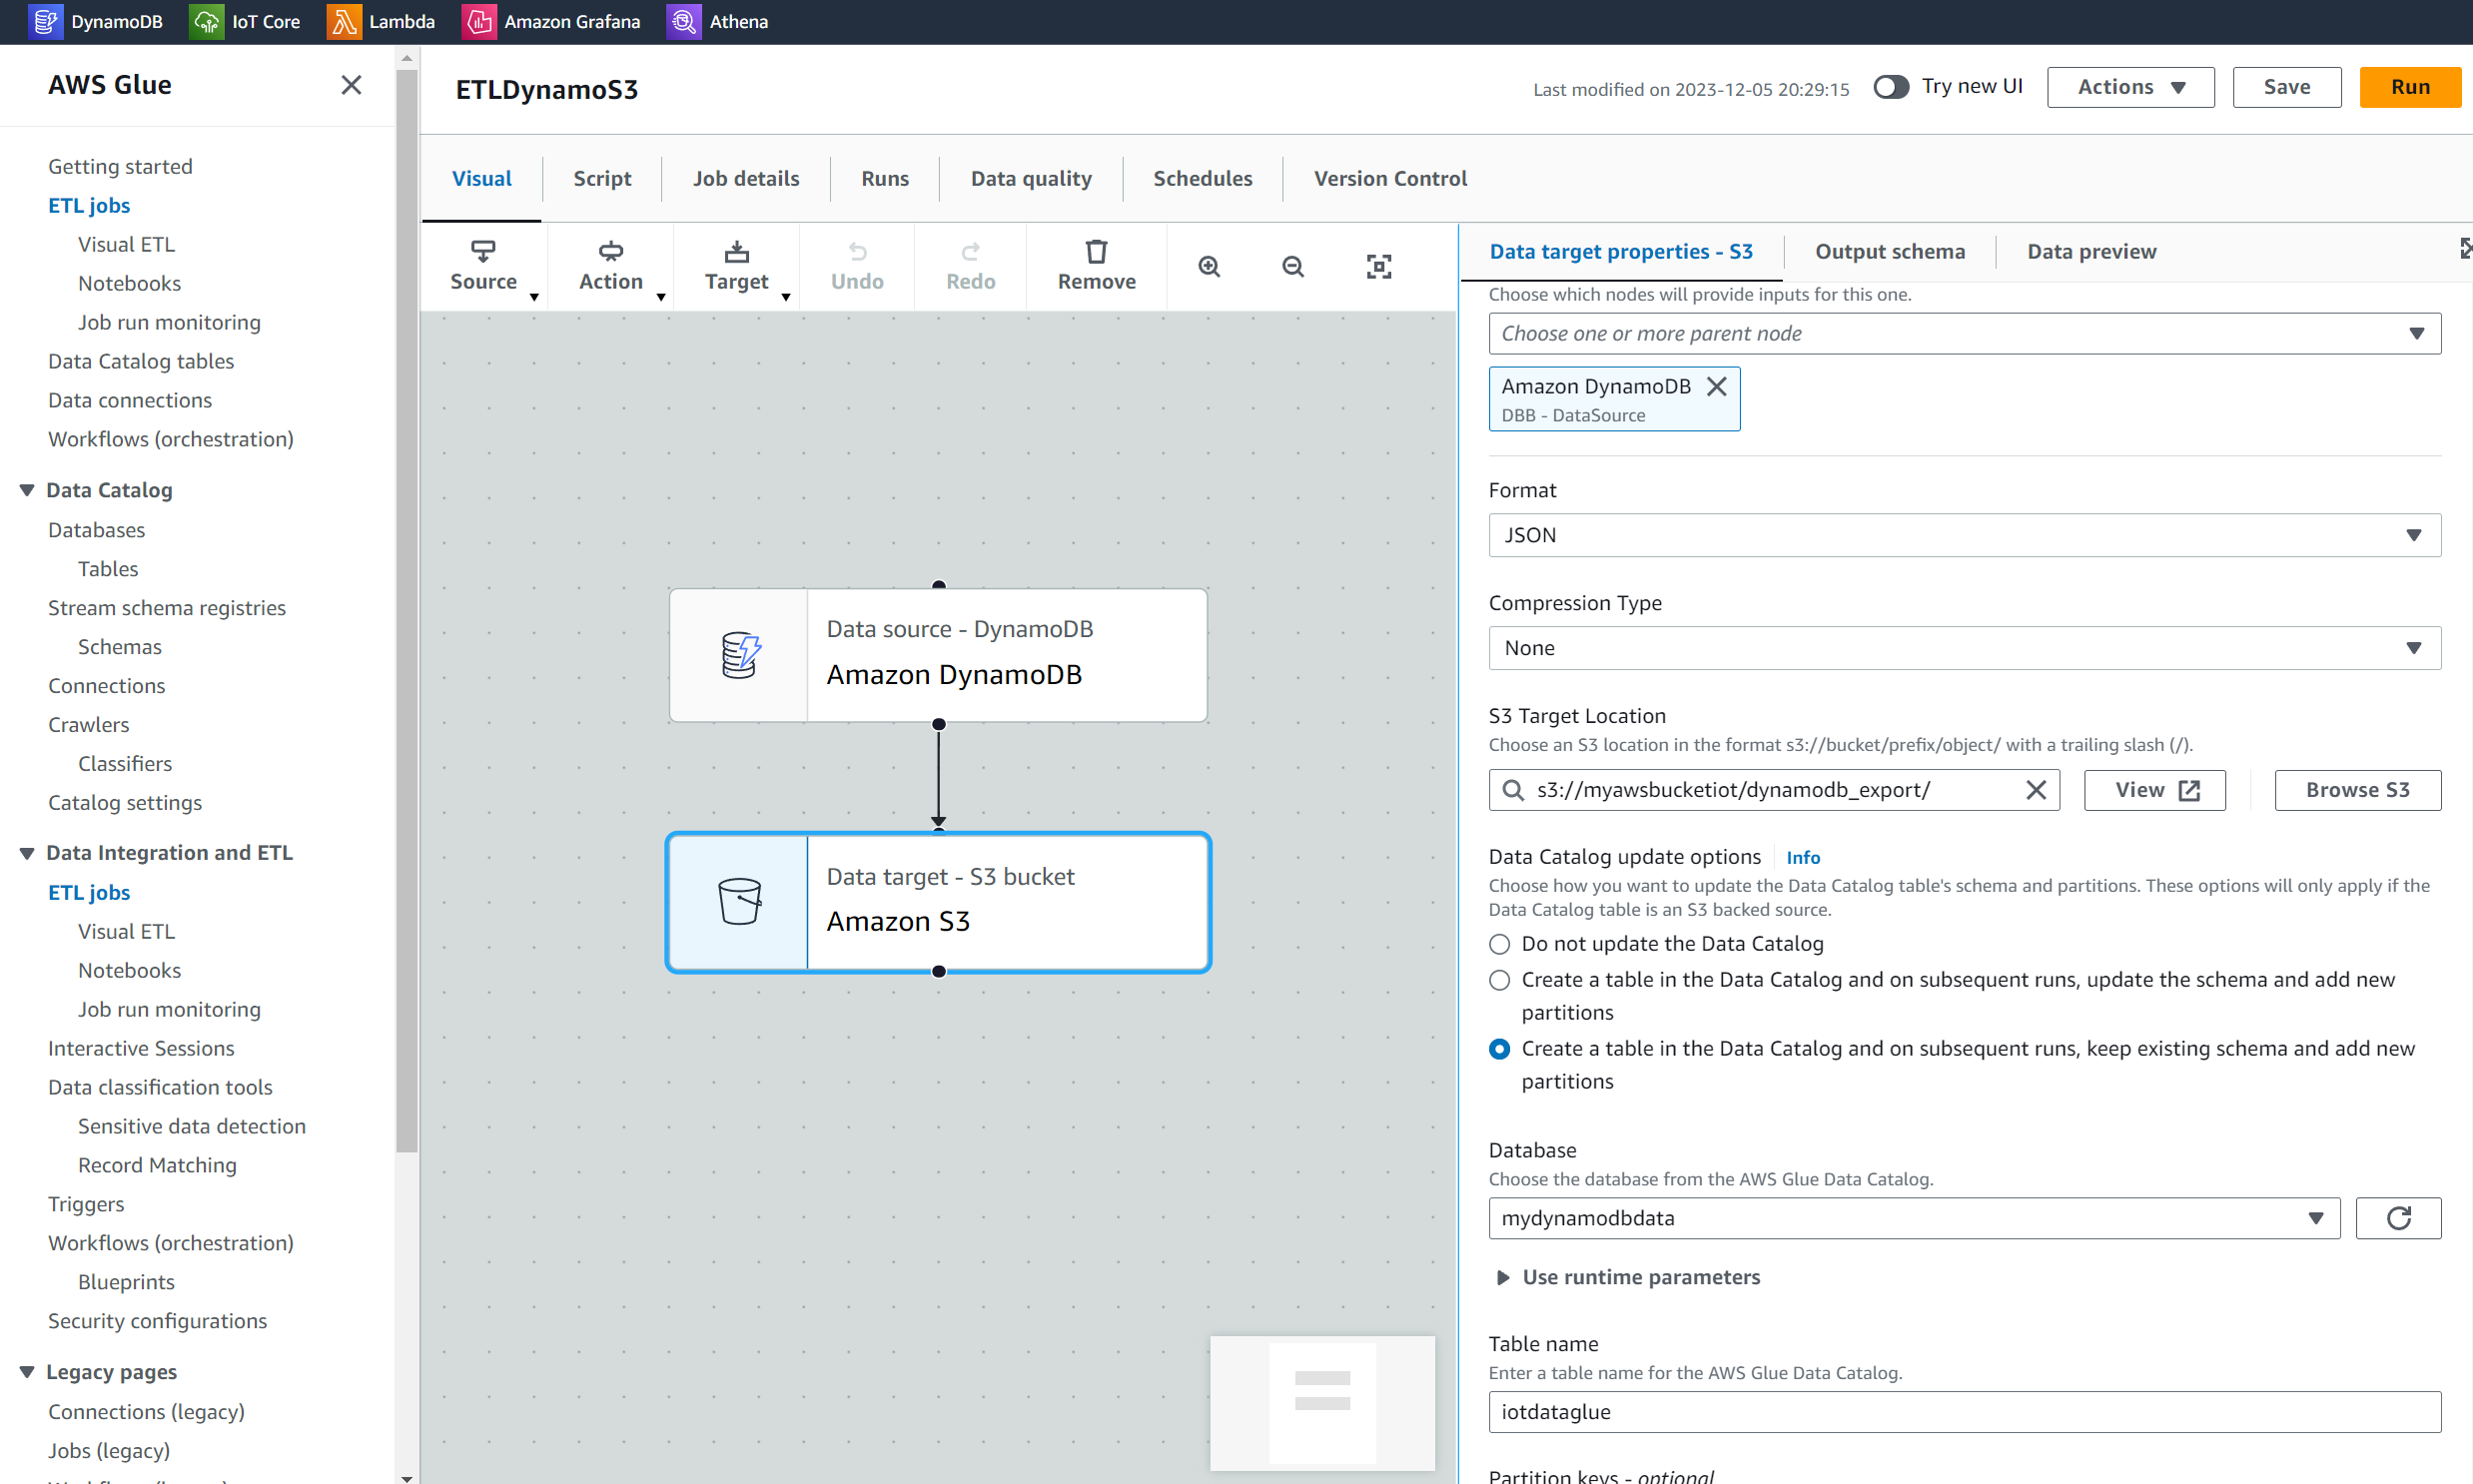 DynamoDB
IoT Core
Lambda
Amazon Grafana
Athena
AWS Glue
Getting started
ETL jobs
Visual ETL
Notebooks
Job run monitoring
Data Catalog tables
Data connections
Workflows (orchestration)
Data Catalog
Databases
Tables
Stream schema registries
Schemas
Connections
Crawlers
Classifiers
Catalog settings
Data Integration and ETL
ETL jobs
Visual ETL
Notebooks
Job run monitoring
Interactive Sessions
Data classification tools
Sensitive data detection
Record Matching
Triggers
Workflows (orchestration)
Blueprints
Security configurations
Legacy pages
Connections (legacy)
Jobs (legacy)
ETLDynamoS3
Last modified on 2023-12-05 20:29:15
Try new UI
Actions
Save
Run
Visual
Script
Job details
Runs
Data quality
Schedules
Version Control
Source
Action
Target
Undo
Redo
Remove
Data source - DynamoDB
Amazon DynamoDB
Data target - S3 bucket
Amazon S3
Data target properties - S3
Output schema
Data preview
Choose which nodes will provide inputs for this one.
Choose one or more parent node
Amazon DynamoDB
DBB - DataSource
Format
JSON
Compression Type
None
S3 Target Location
Choose an S3 location in the format s3://bucket/prefix/object/ with a trailing slash (/).
s3://myawsbucketiot/dynamodb_export/
View
Browse S3
Data Catalog update options
Info
Choose how you want to update the Data Catalog table's schema and partitions. These options will only apply if the
Data Catalog table is an S3 backed source.
Do not update the Data Catalog
Create a table in the Data Catalog and on subsequent runs, update the schema and add new
partitions
Create a table in the Data Catalog and on subsequent runs, keep existing schema and add new
partitions
Database
Choose the database from the AWS Glue Data Catalog.
mydynamodbdata
Use runtime parameters
Table name
Enter a table name for the AWS Glue Data Catalog.
iotdataglue
Partition keys - optional